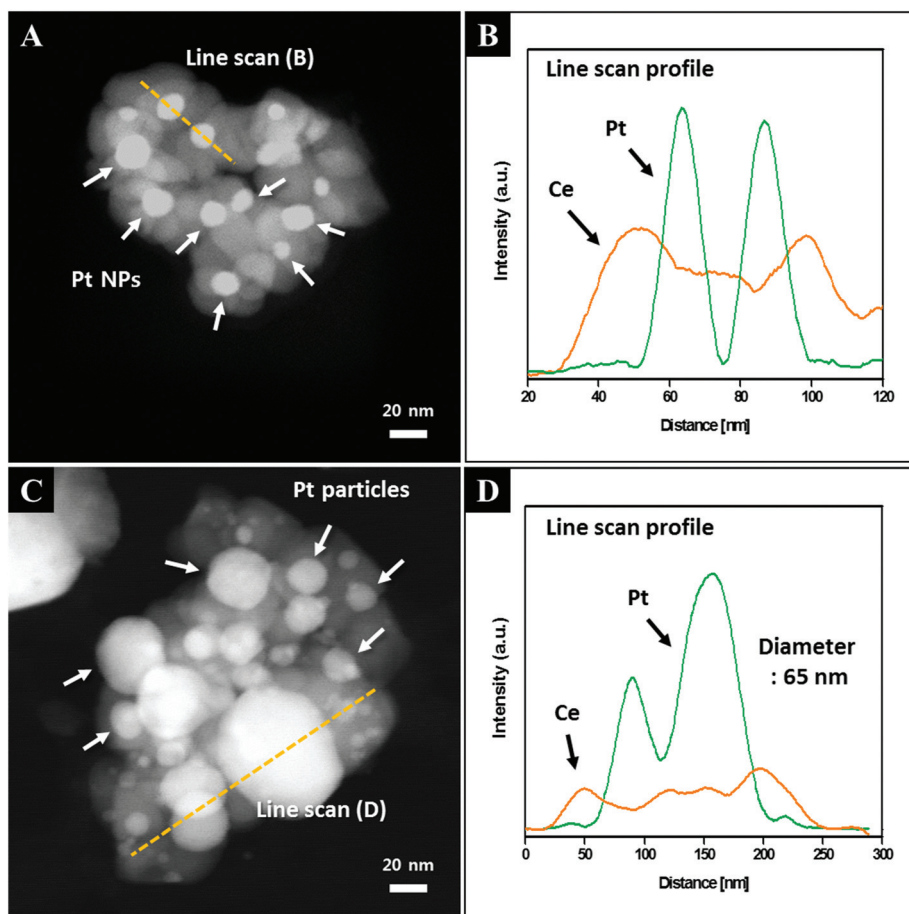 A
Line scan (B)
Pt NPs
20 nm
B
Line scan profile
Pt
Ce
Intensity (a.u.)
20 40 60 80 100 120
Distance [nm]
C
Pt particles
Line scan (D)
20 nm
D
Line scan profile
Pt
Diameter
: 65 nm
Ce
Intensity (a.u.)
0 50 100 150 200 250 300
Distance [nm]